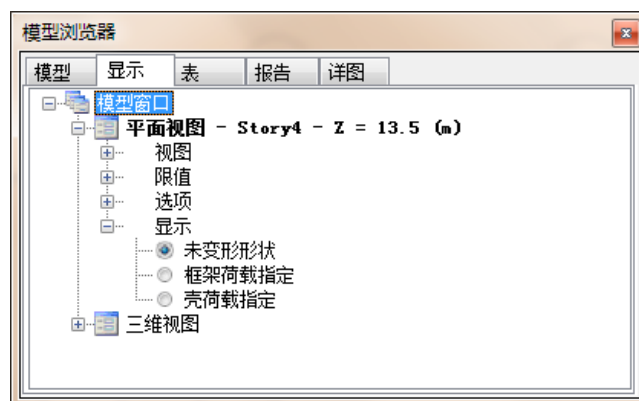 模型浏览器
模型 显示 表 报告 详图
模型窗口
平面视图 - Story4 - Z = 13.5 (m)
视图
限值
选项
显示
未变形形状
框架荷载指定
壳荷载指定
三维视图